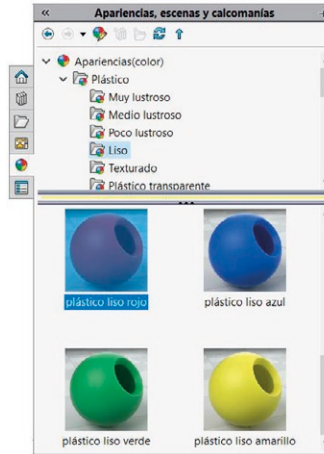 Apariencias, escenas y calcomanías
Apariencias(color)
Plástico
Muy lustroso
Medio lustroso
Poco lustroso
Liso
Texturado
Plástico transparente
plástico liso rojo
plástico liso azul
plástico liso verde
plástico liso amarillo